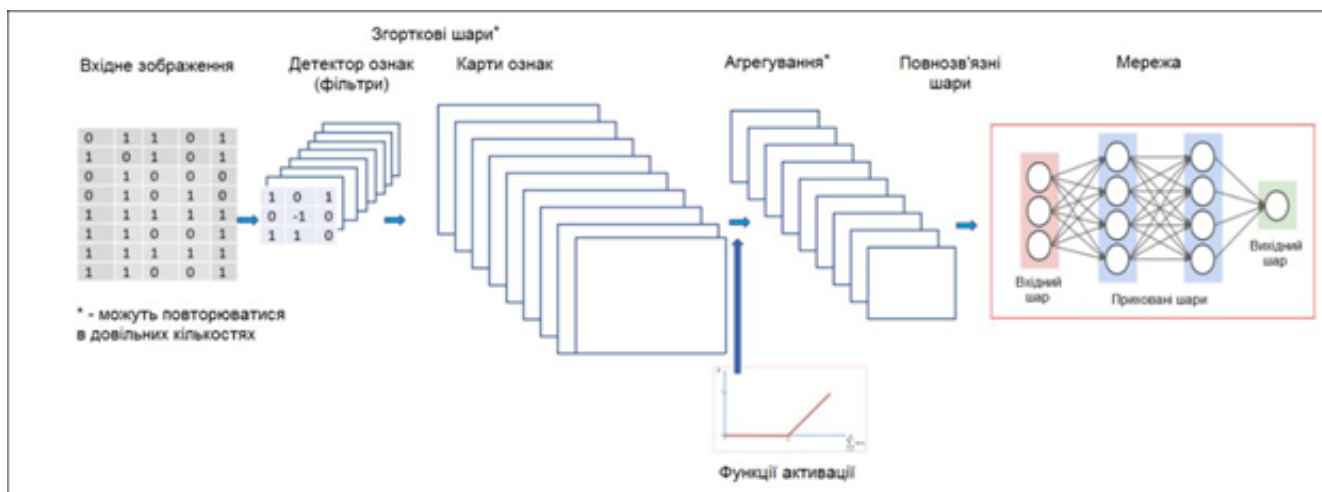 Згорткові шари*
Вхідне зображення
Детектор ознак
(фільтри)
Карти ознак
Агрегування*
Повнозв'язні
шари
Мережа
0 1 1 0 1
1 0 1 0 1
0 1 0 0 0
0 1 0 1 0
1 1 1 1 1
1 1 0 0 1
1 1 1 1 1
1 1 0 0 1
1 0 1
0 -1 0
1 1 0
Вхідний
шар
Приховані шари
Вихідний
шар
* - можуть повторюватися
в довільних кількостях
Функції активації